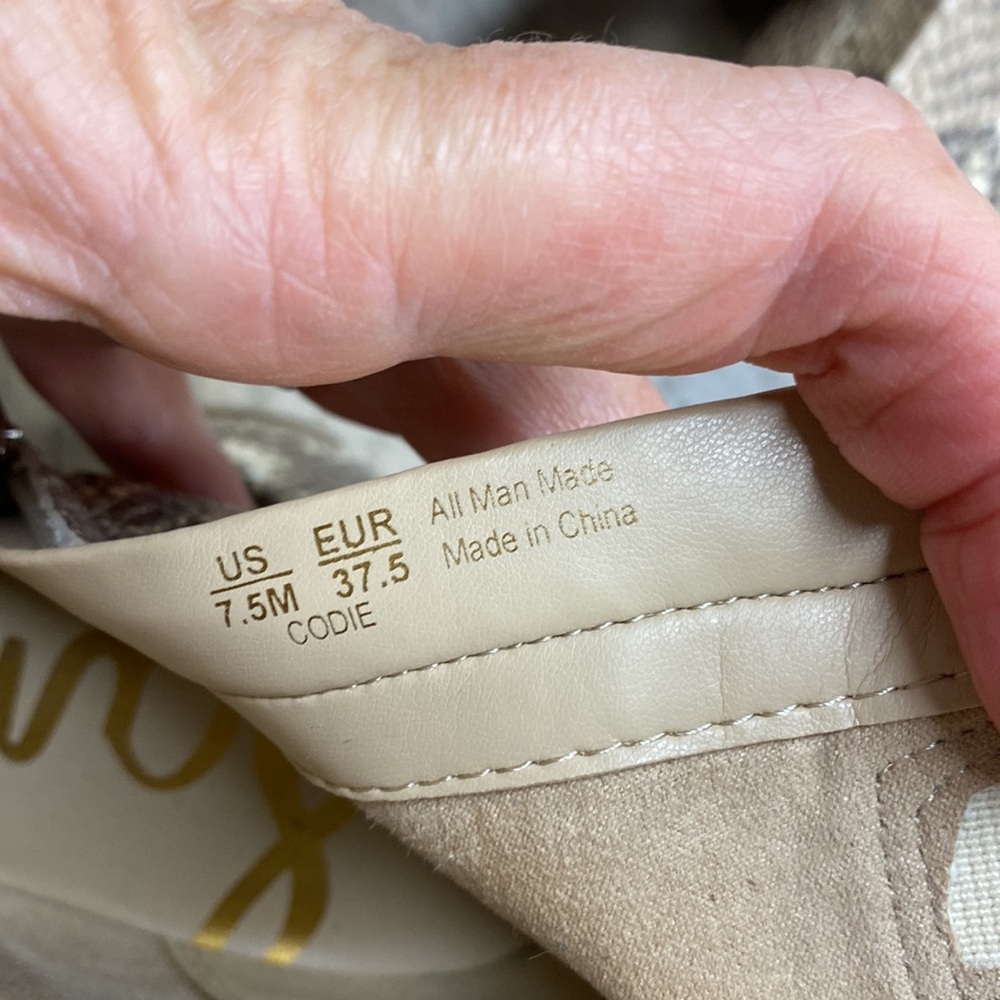 US EUR All Man Made
7.5M 37.5 Made in China
CODIE